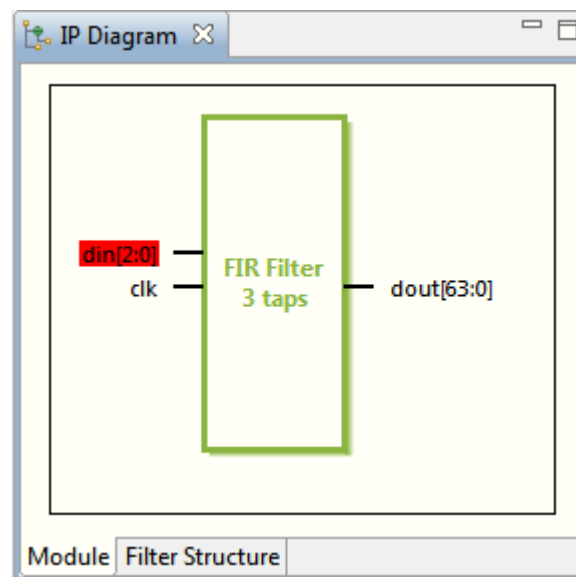 IP Diagram
din[2:0]
clk
FIR Filter
3 taps
dout[63:0]
Module
Filter Structure